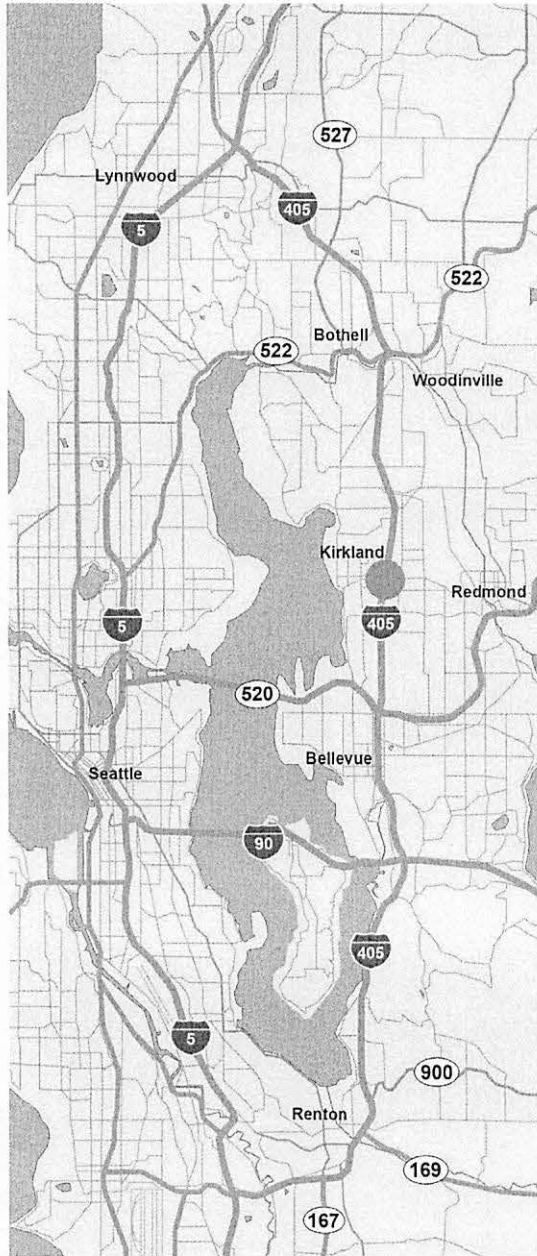 527
Lynnwood
405
5
522
Bothell
522
Woodinville
Kirkland
Redmond
5
405
520
Bellevue
Seattle
90
405
5
900
Renton
169
167